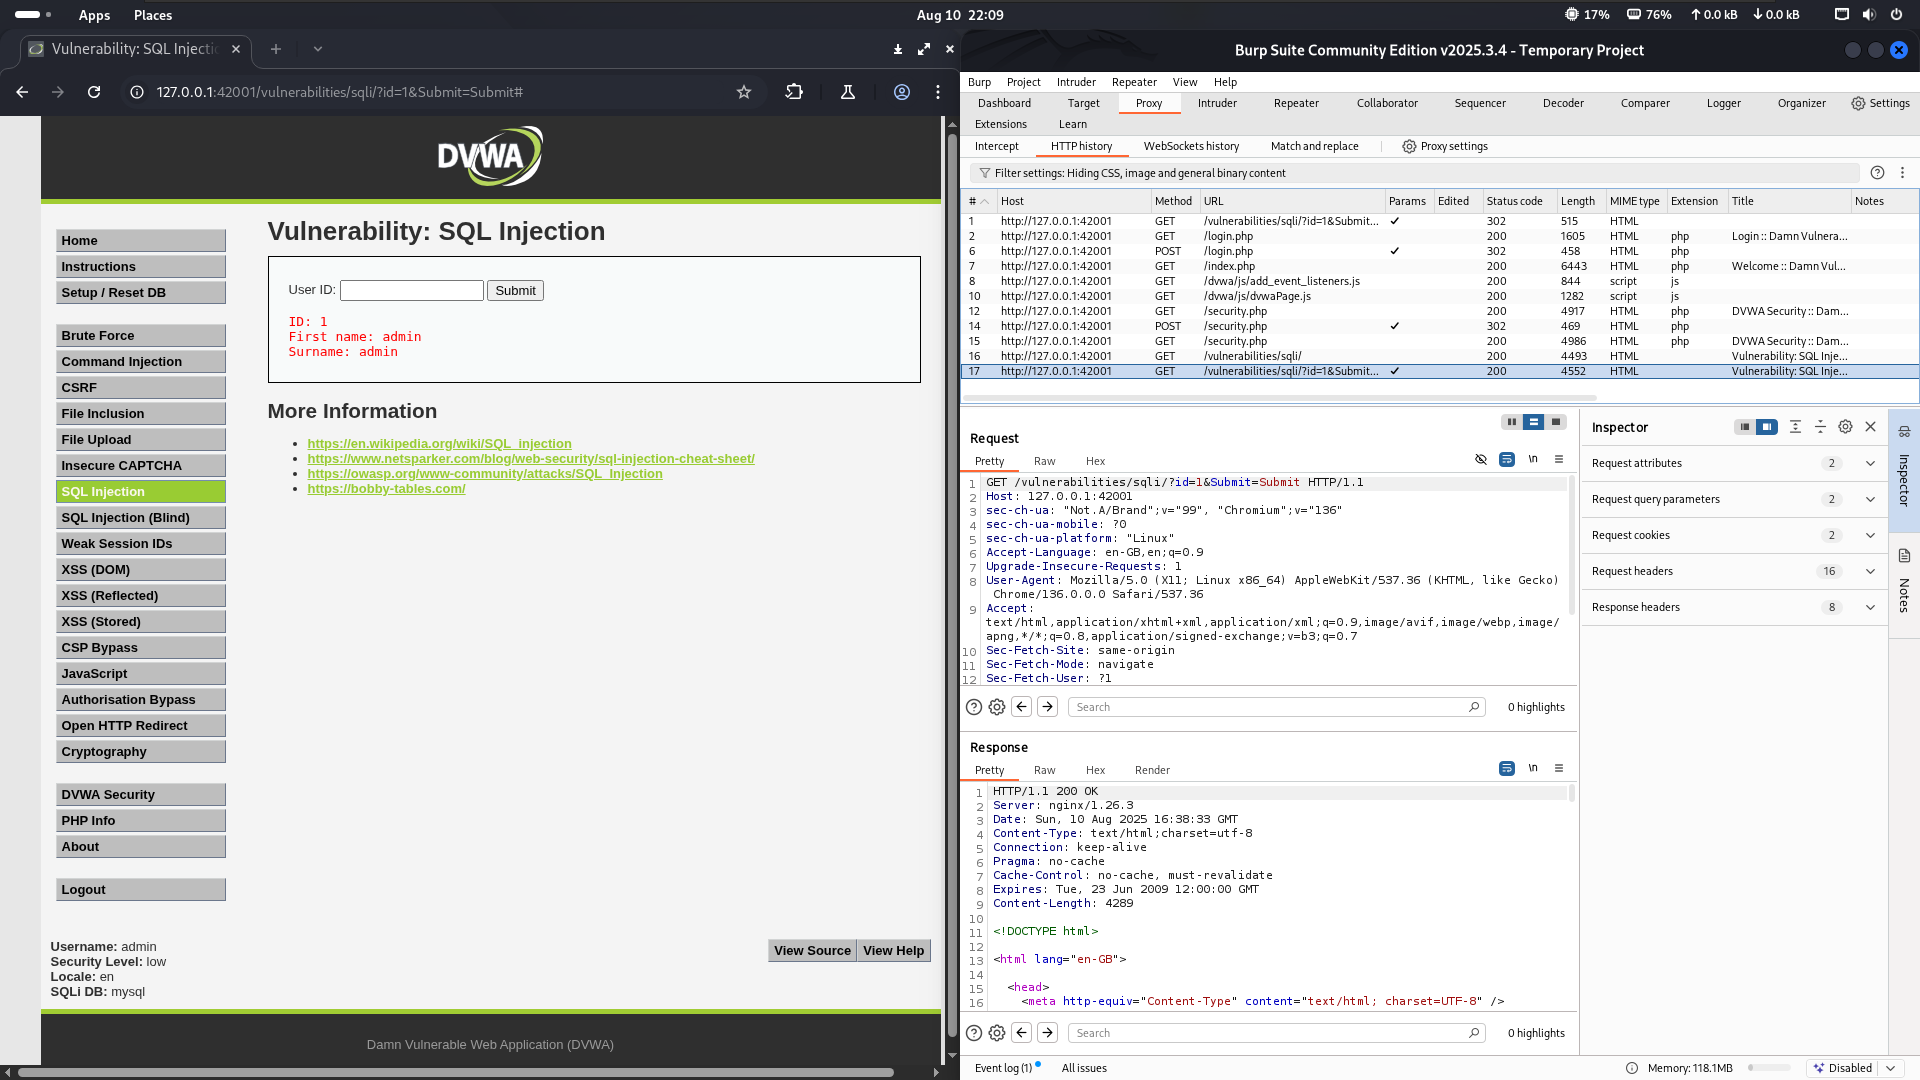 Apps Places
Aug 10 22:09
17% 76% 0.0 kB 0.0 kB
Vulnerability: SQL Injectio
127.0.0.1:42001/vulnerabilities/sqli/?id=1&Submit=Submit#
DVWA
Home
Instructions
Setup / Reset DB
Brute Force
Command Injection
CSRF
File Inclusion
File Upload
Insecure CAPTCHA
SQL Injection
SQL Injection (Blind)
Weak Session IDs
XSS (DOM)
XSS (Reflected)
XSS (Stored)
CSP Bypass
JavaScript
Authorisation Bypass
Open HTTP Redirect
Cryptography
DVWA Security
PHP Info
About
Logout
Vulnerability: SQL Injection
User ID: Submit
ID: 1
First name: admin
Surname: admin
More Information
https://en.wikipedia.org/wiki/SQL_injection
https://www.netsparker.com/blog/web-security/sql-injection-cheat-sheet/
https://owasp.org/www-community/attacks/SQL_Injection
https://bobby-tables.com/
Username: admin
Security Level: low
Locale: en
SQLi DB: mysql
View Source View Help
Damn Vulnerable Web Application (DVWA)
Burp Suite Community Edition v2025.3.4 - Temporary Project
Burp Project Intruder Repeater View Help
Dashboard Target Proxy Intruder Repeater Collaborator Sequencer Decoder Comparer Logger Organizer Settings
Extensions Learn
Intercept HTTP history WebSockets history Match and replace Proxy settings
Filter settings: Hiding CSS, image and general binary content
# Host Method URL Params Edited Status code Length MIME type Extension Title Notes
1 http://127.0.0.1:42001 GET /vulnerabilities/sqli/?id=1&Submit... ✓ 302 515 HTML
2 http://127.0.0.1:42001 GET /login.php 200 1605 HTML php Login :: Damn Vulnera...
6 http://127.0.0.1:42001 POST /login.php ✓ 302 458 HTML php
7 http://127.0.0.1:42001 GET /index.php 200 6443 HTML php Welcome :: Damn Vul...
8 http://127.0.0.1:42001 GET /dvwa/js/add_event_listeners.js 200 844 script js
10 http://127.0.0.1:42001 GET /dvwa/js/dvwaPage.js 200 1282 script js
12 http://127.0.0.1:42001 GET /security.php 200 4917 HTML php DVWA Security :: Dam...
14 http://127.0.0.1:42001 POST /security.php ✓ 302 469 HTML php
15 http://127.0.0.1:42001 GET /security.php 200 4986 HTML php DVWA Security :: Dam...
16 http://127.0.0.1:42001 GET /vulnerabilities/sqli/ 200 4493 HTML Vulnerability: SQL Inje...
17 http://127.0.0.1:42001 GET /vulnerabilities/sqli/?id=1&Submit... ✓ 200 4552 HTML Vulnerability: SQL Inje...
Request
Pretty Raw Hex \n
1 GET /vulnerabilities/sqli/?id=1&Submit=Submit HTTP/1.1
2 Host: 127.0.0.1:42001
3 sec-ch-ua: "Not.A/Brand";v="99", "Chromium";v="136"
4 sec-ch-ua-mobile: ?0
5 sec-ch-ua-platform: "Linux"
6 Accept-Language: en-GB,en;q=0.9
7 Upgrade-Insecure-Requests: 1
8 User-Agent: Mozilla/5.0 (X11; Linux x86_64) AppleWebKit/537.36 (KHTML, like Gecko)
Chrome/136.0.0.0 Safari/537.36
9 Accept:
text/html,application/xhtml+xml,application/xml;q=0.9,image/avif,image/webp,image/
apng,*/*;q=0.8,application/signed-exchange;v=b3;q=0.7
10 Sec-Fetch-Site: same-origin
11 Sec-Fetch-Mode: navigate
12 Sec-Fetch-User: ?1
Search 0 highlights
Response
Pretty Raw Hex Render \n
1 HTTP/1.1 200 OK
2 Server: nginx/1.26.3
3 Date: Sun, 10 Aug 2025 16:38:33 GMT
4 Content-Type: text/html;charset=utf-8
5 Connection: keep-alive
6 Pragma: no-cache
7 Cache-Control: no-cache, must-revalidate
8 Expires: Tue, 23 Jun 2009 12:00:00 GMT
9 Content-Length: 4289
10
11 <!DOCTYPE html>
12
13 <html lang="en-GB">
14
15 <head>
16 <meta http-equiv="Content-Type" content="text/html; charset=UTF-8" />
Search 0 highlights
Inspector
Request attributes 2
Request query parameters 2
Request cookies 2
Request headers 16
Response headers 8
Inspector
Notes
Event log (1) All issues
Memory: 118.1MB Disabled